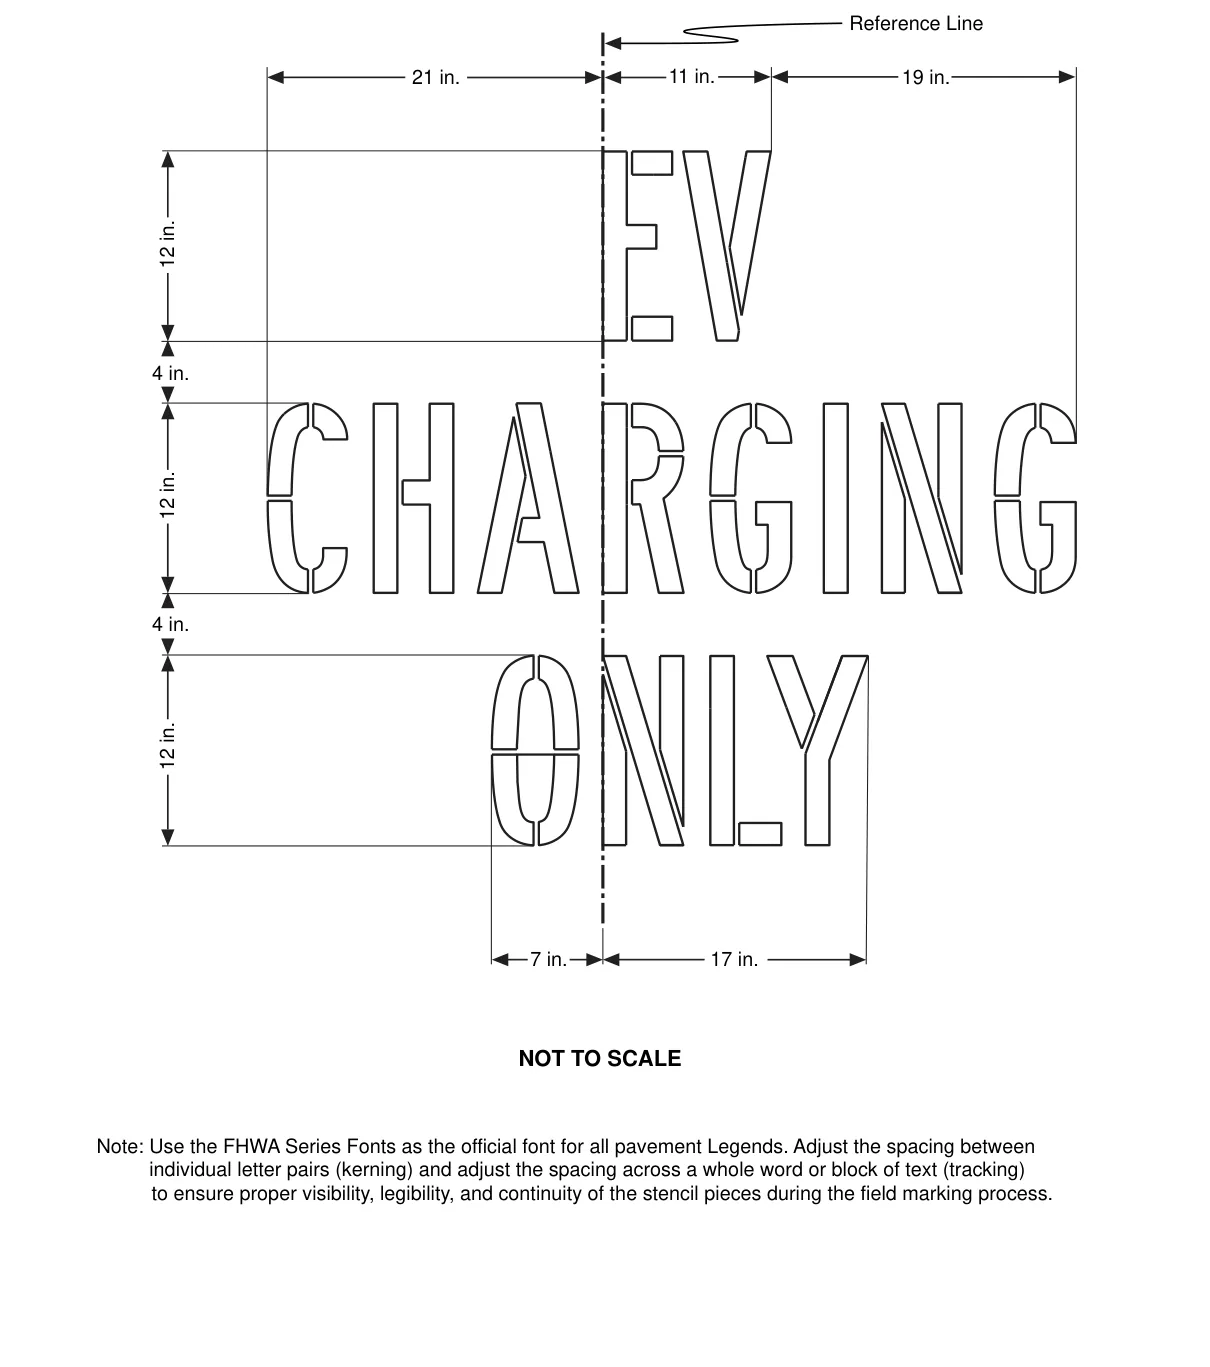 Reference Line
21 in.
11 in.
19 in.
12 in.
EV
4 in.
12 in.
CHARGING
4 in.
12 in.
ONLY
7 in.
17 in.
NOT TO SCALE
Note: Use the FHWA Series Fonts as the official font for all pavement Legends. Adjust the spacing between
individual letter pairs (kerning) and adjust the spacing across a whole word or block of text (tracking)
to ensure proper visibility, legibility, and continuity of the stencil pieces during the field marking process.